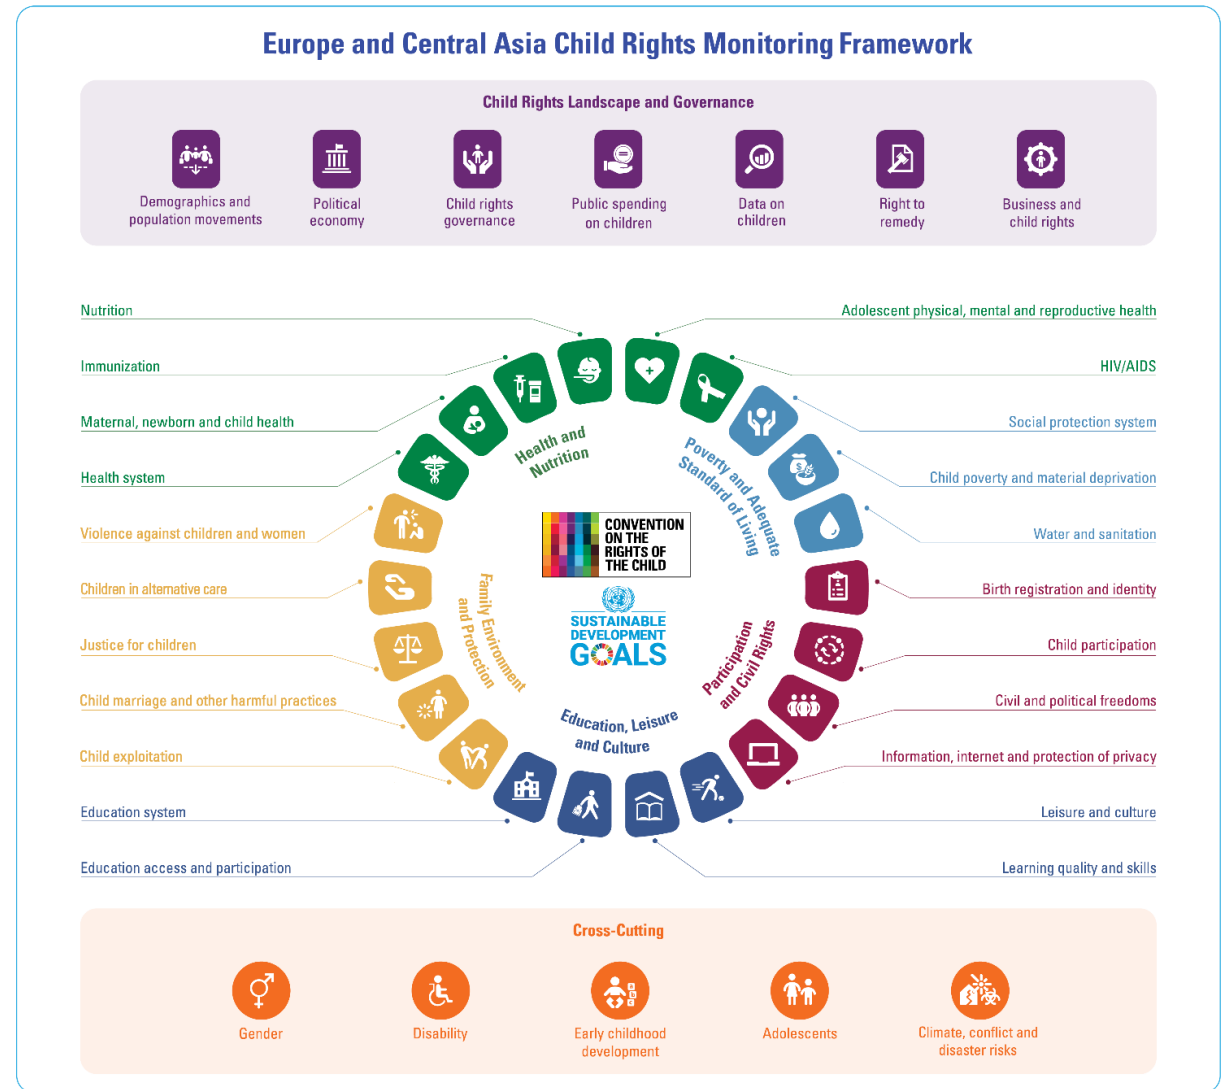 Europe and Central Asia Child Rights Monitoring Framework
Child Rights Landscape and Governance
Demographics and
population movements
Political
economy
Child rights
governance
Public spending
on children
Data on
children
Right to
remedy
Business and
child rights
Nutrition
Immunization
Maternal, newborn and child health
Health system
Violence against children and women
Children in alternative care
Justice for children
Child marriage and other harmful practices
Child exploitation
Education system
Education access and participation
Adolescent physical, mental and reproductive health
HIV/AIDS
Social protection system
Child poverty and material deprivation
Water and sanitation
Birth registration and identity
Child participation
Civil and political freedoms
Information, internet and protection of privacy
Leisure and culture
Learning quality and skills
Health and
Nutrition
Poverty and Adequate
Standard of Living
Family Environment
and Protection
Participation
and Civil Rights
Education, Leisure
and Culture
CONVENTION
ON THE
RIGHTS OF
THE CHILD
SUSTAINABLE
DEVELOPMENT
GOALS
Cross-Cutting
Gender
Disability
Early childhood
development
Adolescents
Climate, conflict and
disaster risks